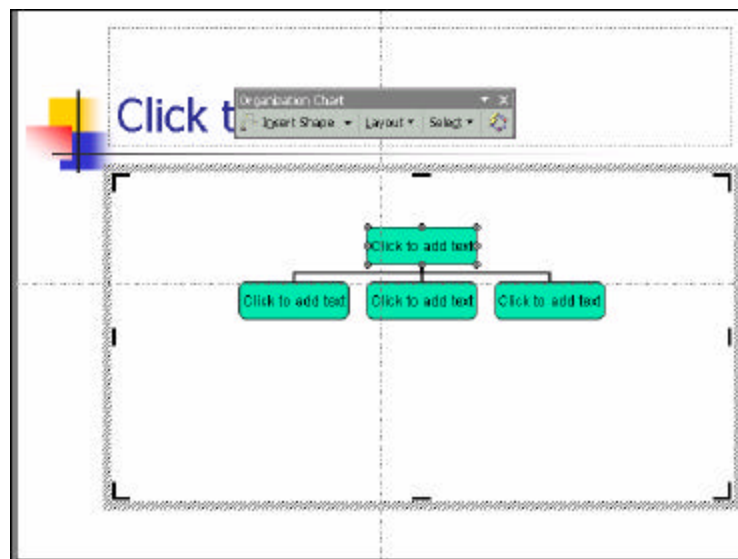 Click t
Organization Chart
Insert Shape Layout Select
Click to add text
Click to add text Click to add text Click to add text